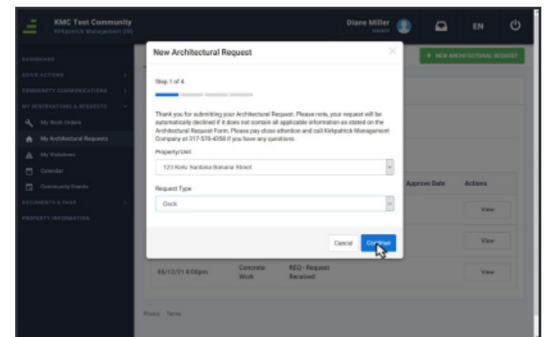 KMC Test Community
Kirkpatrick Management (IN)
Diane Miller
OWNER
EN
DASHBOARD
QUICK ACTIONS
COMMUNITY COMMUNICATIONS
MY RESERVATIONS & REQUESTS
My Work Orders
My Architectural Requests
My Violations
Calendar
Community Events
DOCUMENTS & FAQS
PROPERTY INFORMATION
+ NEW ARCHITECTURAL REQUEST
New Architectural Request
Step 1 of 4
Thank you for submitting your Architectural Request. Please note, your request will be
automatically declined if it does not contain all applicable information as stated on the
Architectural Request Form. Please pay close attention and call Kirkpatrick Management
Company at 317-570-4358 if you have any questions.
Property/Unit
123 Banana Street
Request Type
Deck
Cancel
Continue
Approve Date
Actions
View
View
Concrete
Work
REQ - Request
Received
View
Privacy
Terms